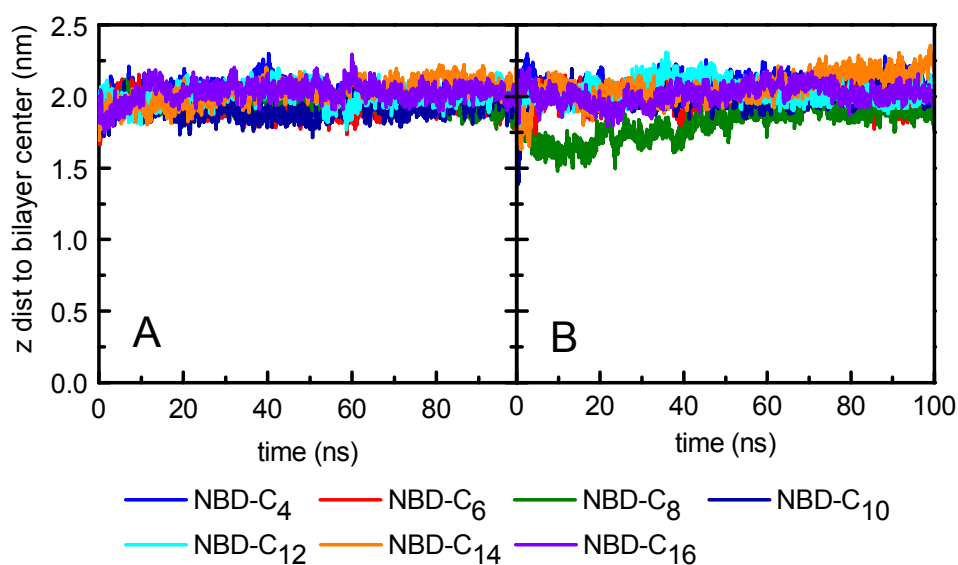 z dist to bilayer center (nm)
2.5
2.0
1.5
1.0
0.5
0.0
A
B
0 20 40 60 80 0 20 40 60 80 100
time (ns) time (ns)
NBD-C4 NBD-C6 NBD-C8 NBD-C10
NBD-C12 NBD-C14 NBD-C16